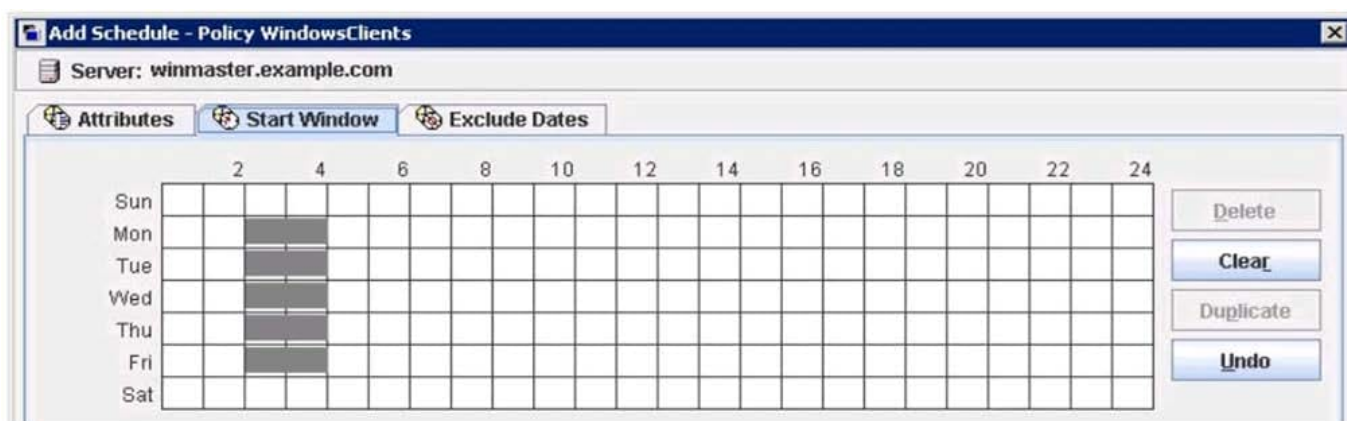 Add Schedule - Policy WindowsClients
Server: winmaster.example.com
Attributes Start Window Exclude Dates
2 4 6 8 10 12 14 16 18 20 22 24
Sun
Mon
Tue
Wed
Thu
Fri
Sat
Delete
Clear
Duplicate
Undo